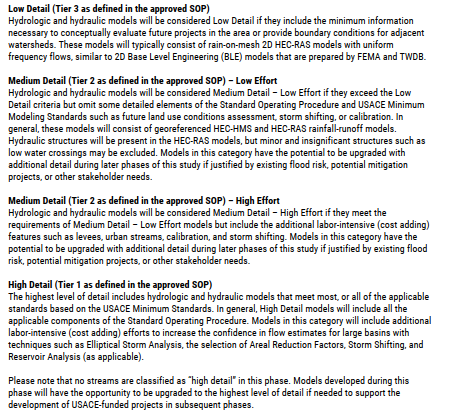 Low Detail (Tier 3 as defined in the approved SOP)
Hydrologic and hydraulic models will be considered Low Detail if they include the minimum information
necessary to conceptually evaluate future projects in the area or provide boundary conditions for adjacent
watersheds. These models will typically consist of rain-on-mesh 2D HEC-RAS models with uniform
frequency flows, similar to 2D Base Level Engineering (BLE) models that are prepared by FEMA and TWDB.
Medium Detail (Tier 2 as defined in the approved SOP) – Low Effort
Hydrologic and hydraulic models will be considered Medium Detail – Low Effort if they exceed the Low
Detail criteria but omit some detailed elements of the Standard Operating Procedure and USACE Minimum
Modeling Standards such as future land use conditions assessment, storm shifting, or calibration. In
general, these models will consist of georeferenced HEC-HMS and HEC-RAS rainfall-runoff models.
Hydraulic structures will be present in the HEC-RAS models, but minor and insignificant structures such as
low water crossings may be excluded. Models in this category have the potential to be upgraded with
additional detail during later phases of this study if justified by existing flood risk, potential mitigation
projects, or other stakeholder needs.
Medium Detail (Tier 2 as defined in the approved SOP) – High Effort
Hydrologic and hydraulic models will be considered Medium Detail – High Effort if they meet the
requirements of Medium Detail – Low Effort models but include the additional labor-intensive (cost adding)
features such as levees, urban streams, calibration, and storm shifting. Models in this category have the
potential to be upgraded with additional detail during later phases of this study if justified by existing flood
risk, potential mitigation projects, or other stakeholder needs.
High Detail (Tier 1 as defined in the approved SOP)
The highest level of detail includes hydrologic and hydraulic models that meet most, or all of the applicable
standards based on the USACE Minimum Standards. In general, High Detail models will include all the
applicable components of the Standard Operating Procedure. Models in this category will include additional
labor-intensive (cost adding) efforts to increase the confidence in flow estimates for large basins with
techniques such as Elliptical Storm Analysis, the selection of Areal Reduction Factors, Storm Shifting, and
Reservoir Analysis (as applicable).
Please note that no streams are classified as "high detail" in this phase. Models developed during this
phase will have the opportunity to be upgraded to the highest level of detail if needed to support the
development of USACE-funded projects in subsequent phases.